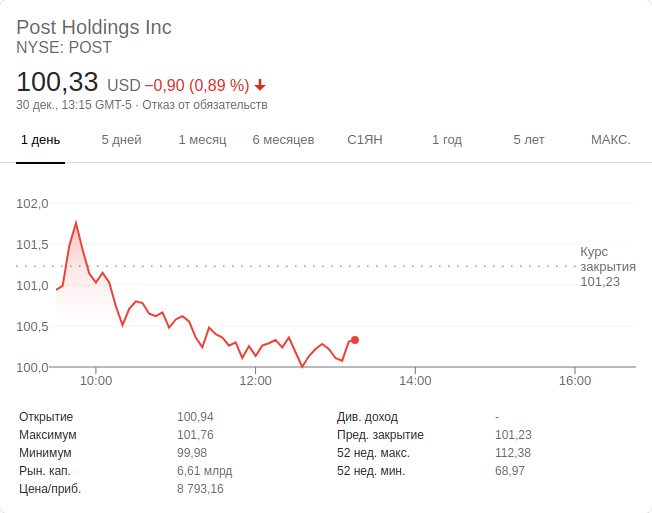 Post Holdings Inc
NYSE: POST
100,33 USD −0,90 (0,89 %)
30 дек., 13:15 GMT-5 · Отказ от обязательств
1 день 5 дней 1 месяц 6 месяцев С1ЯН 1 год 5 лет МАКС.
102,0
101,5
101,0
100,5
100,0
Курс
закрытия
101,23
10:00 12:00 14:00 16:00
Открытие 100,94 Див. доход -
Максимум 101,76 Пред. закрытие 101,23
Минимум 99,98 52 нед. макс. 112,38
Рын. кап. 6,61 млрд 52 нед. мин. 68,97
Цена/приб. 8 793,16